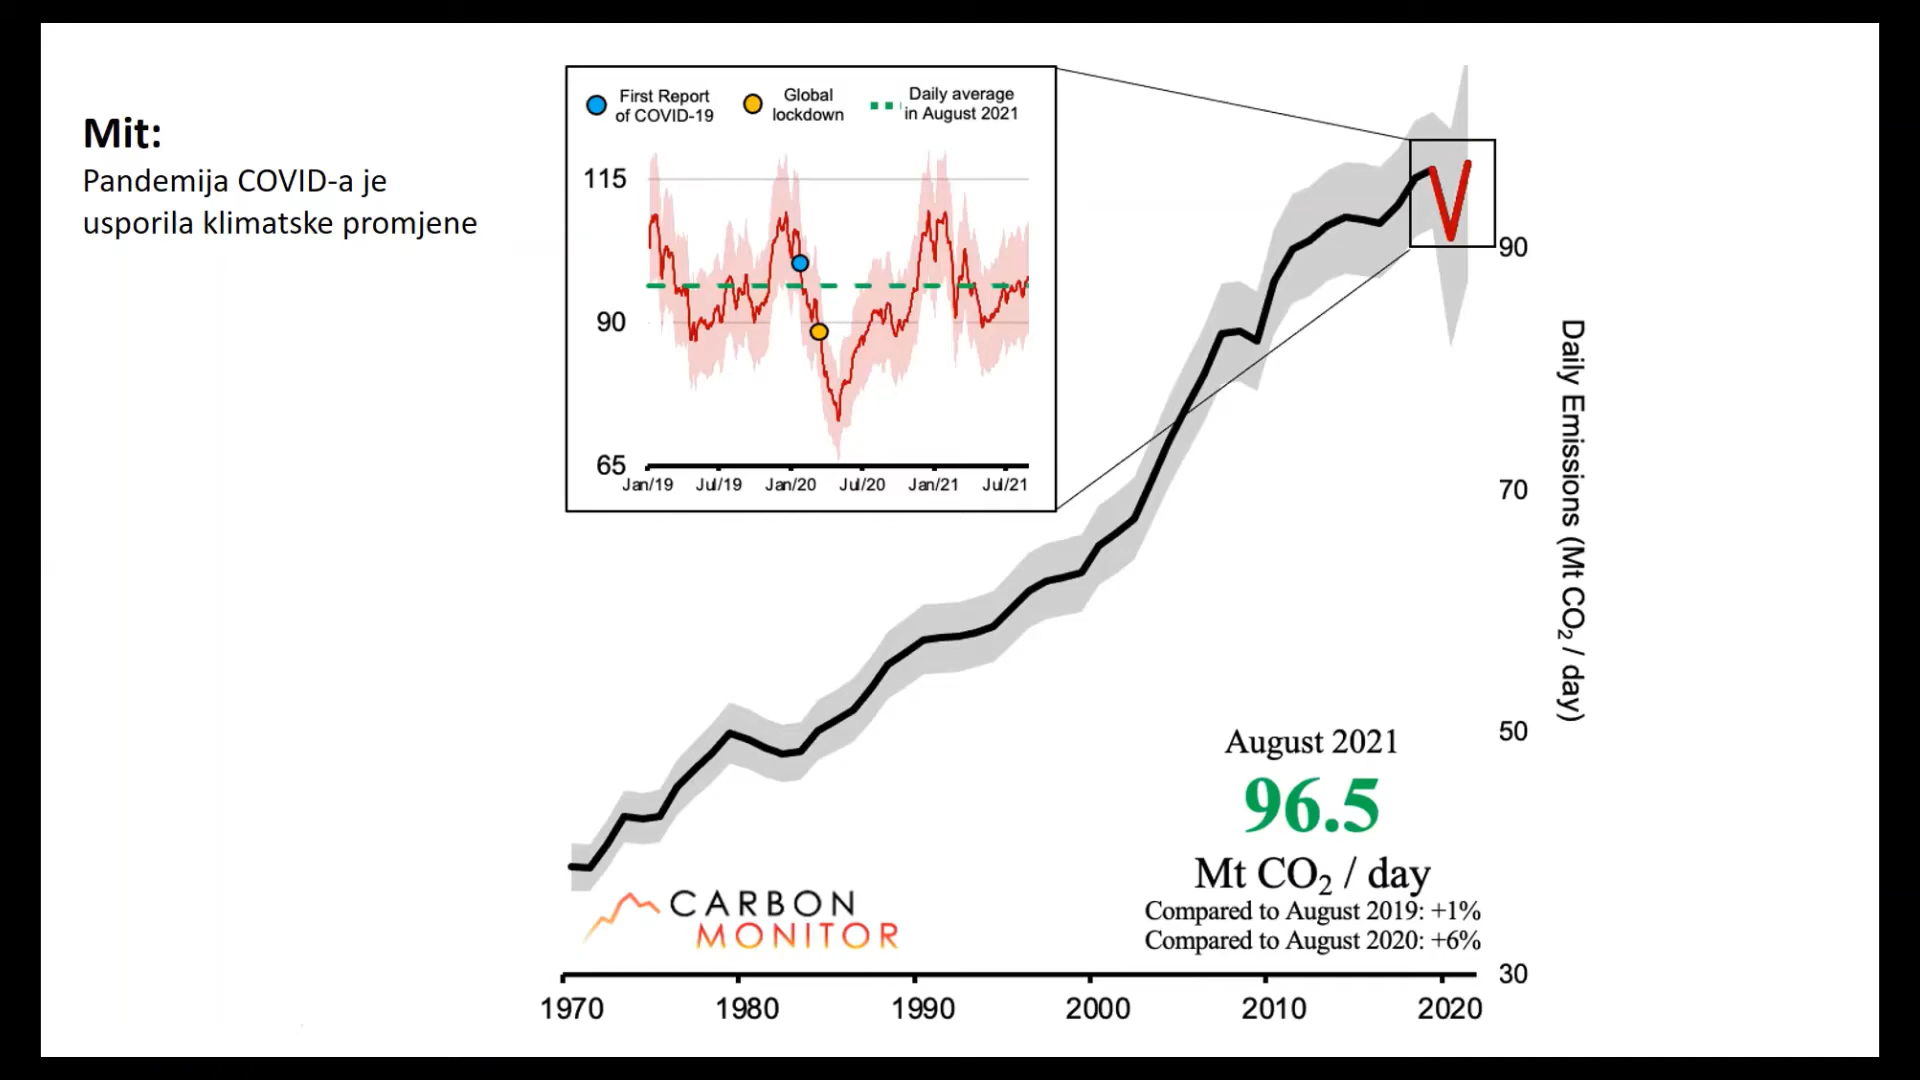 Mit:
Pandemija COVID-a je
usporila klimatske promjene
First Report
of COVID-19
Global
lockdown
Daily average
in August 2021
115
90
65
Jan/19 Jul/19 Jan/20 Jul/20 Jan/21 Jul/21
90
70
50
30
Daily Emissions (Mt CO₂ / day)
August 2021
96.5
Mt CO₂ / day
Compared to August 2019: +1%
Compared to August 2020: +6%
CARBON
MONITOR
1970 1980 1990 2000 2010 2020